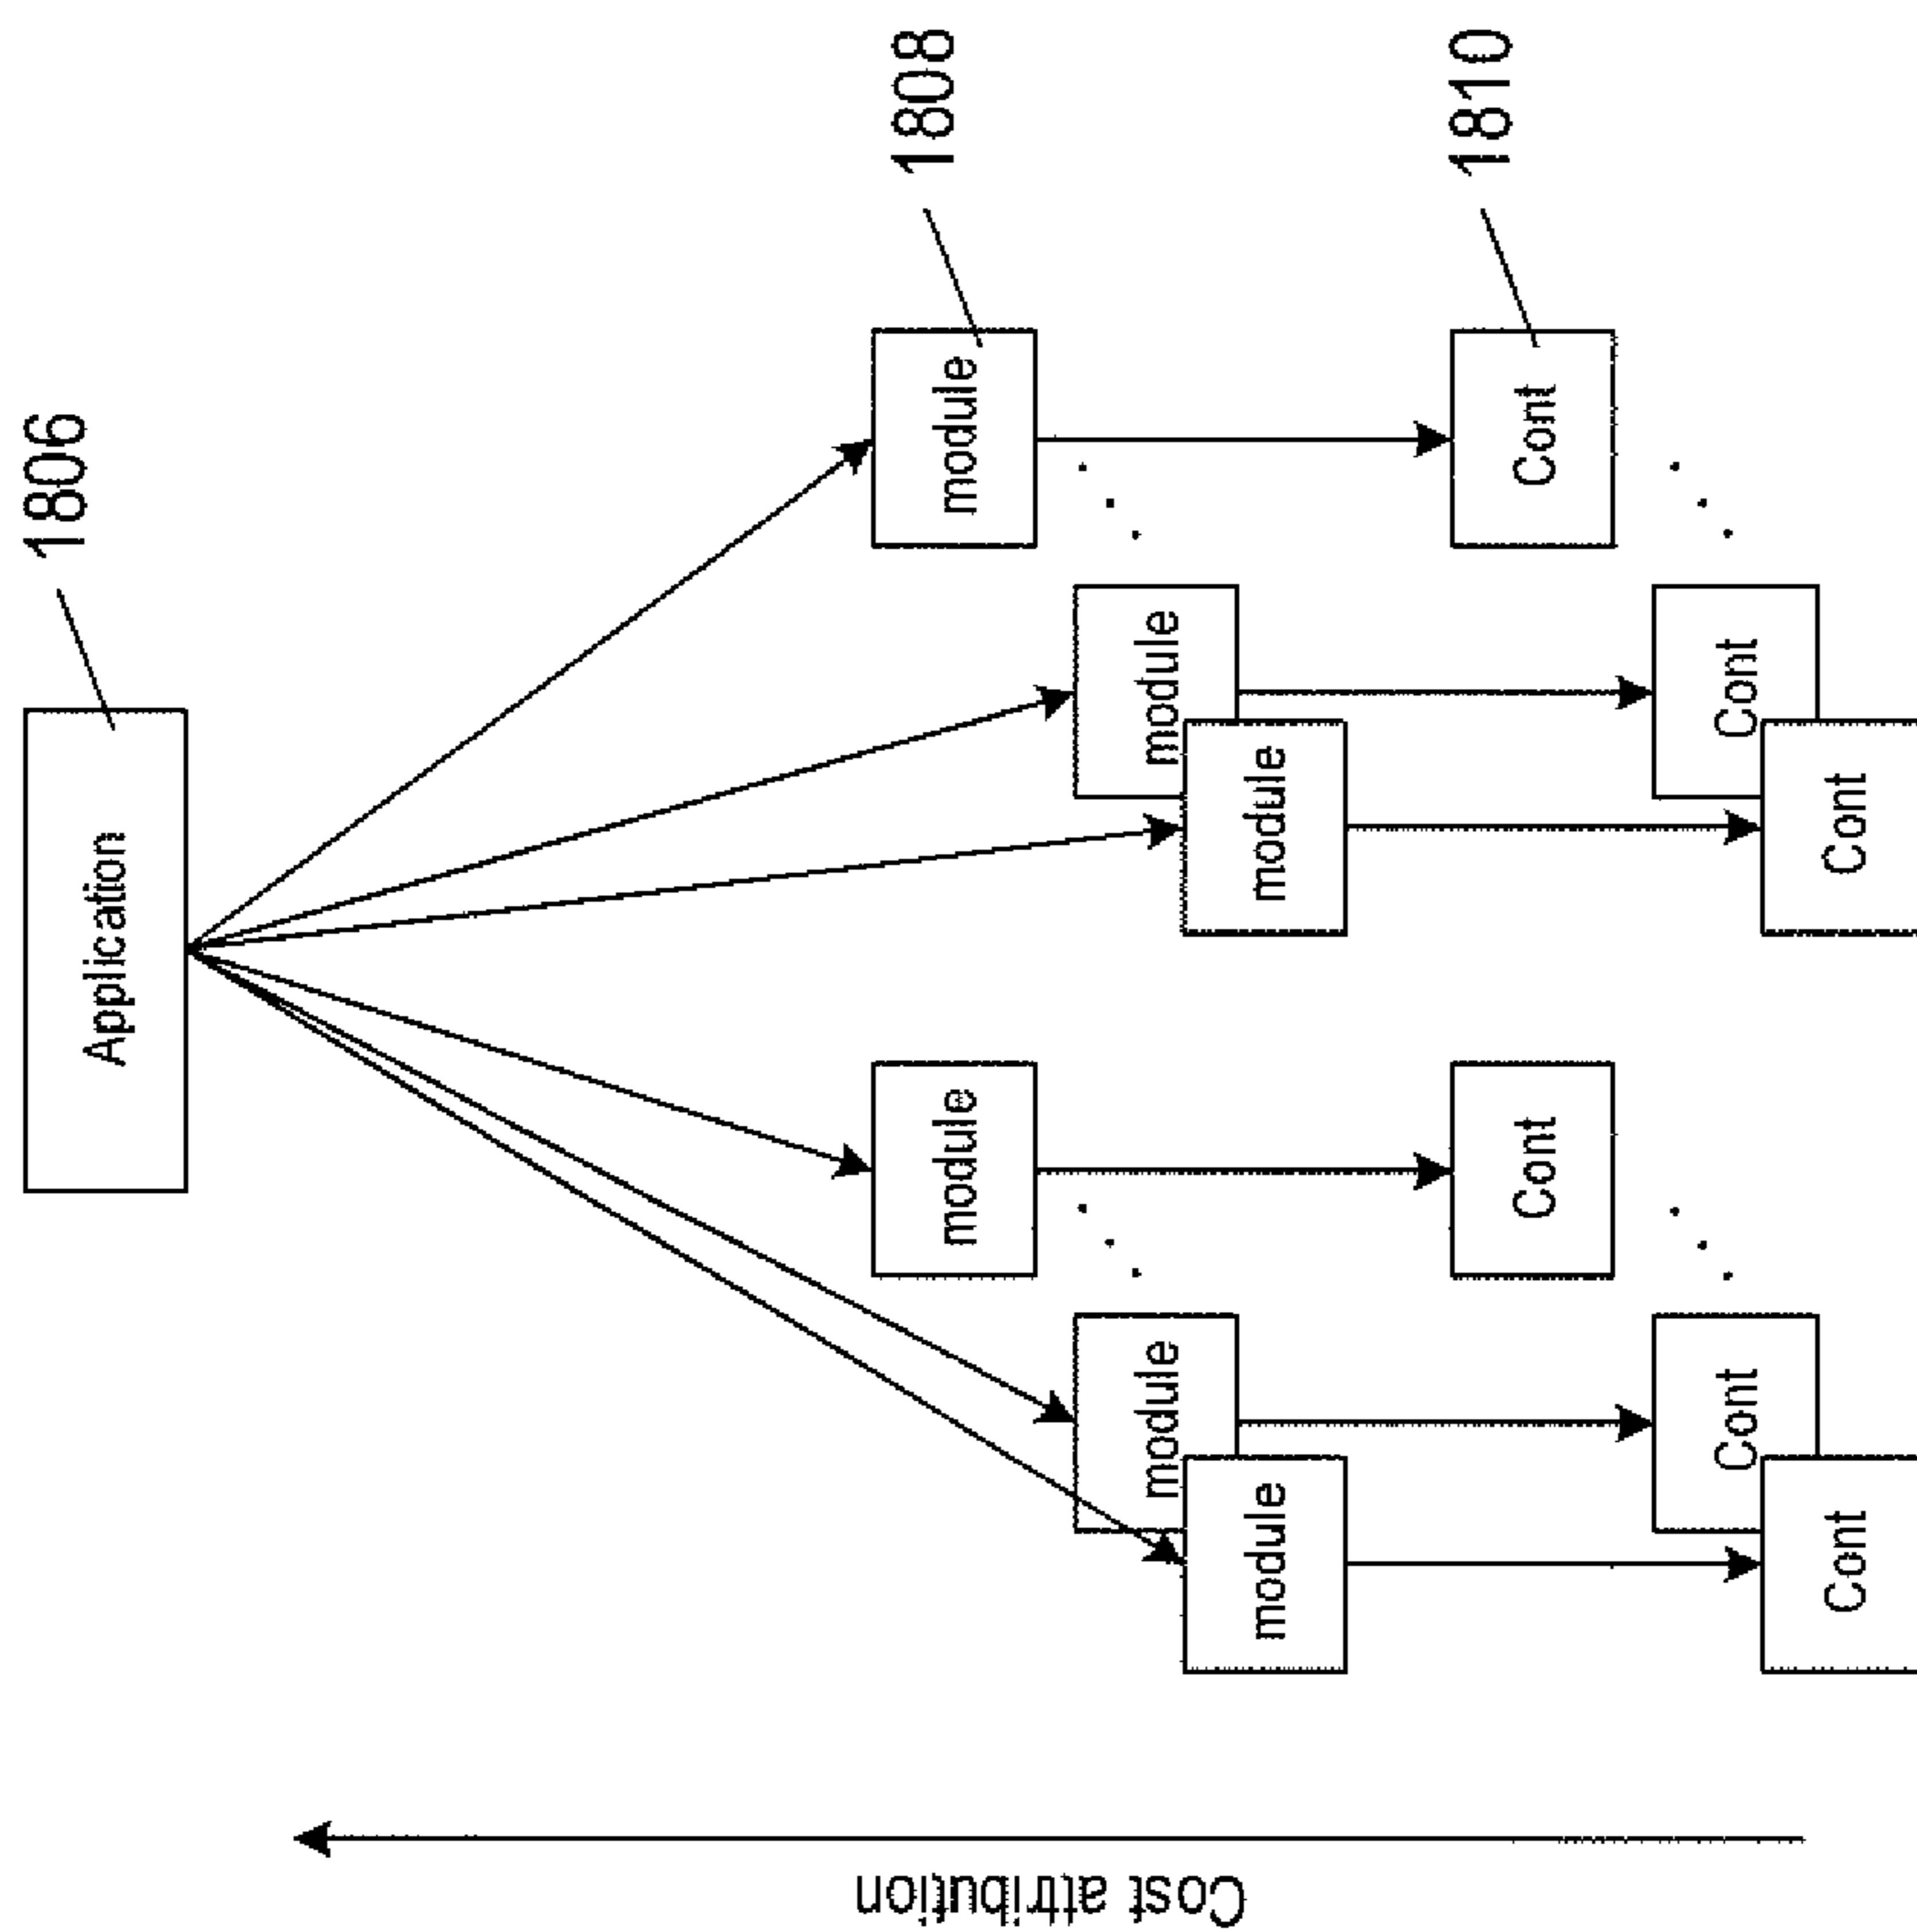 1806
Application
1808
module
module
module
module
module
module
1810
Cont
Cont
Cont
Cont
Cont
Cont
Cost attribution